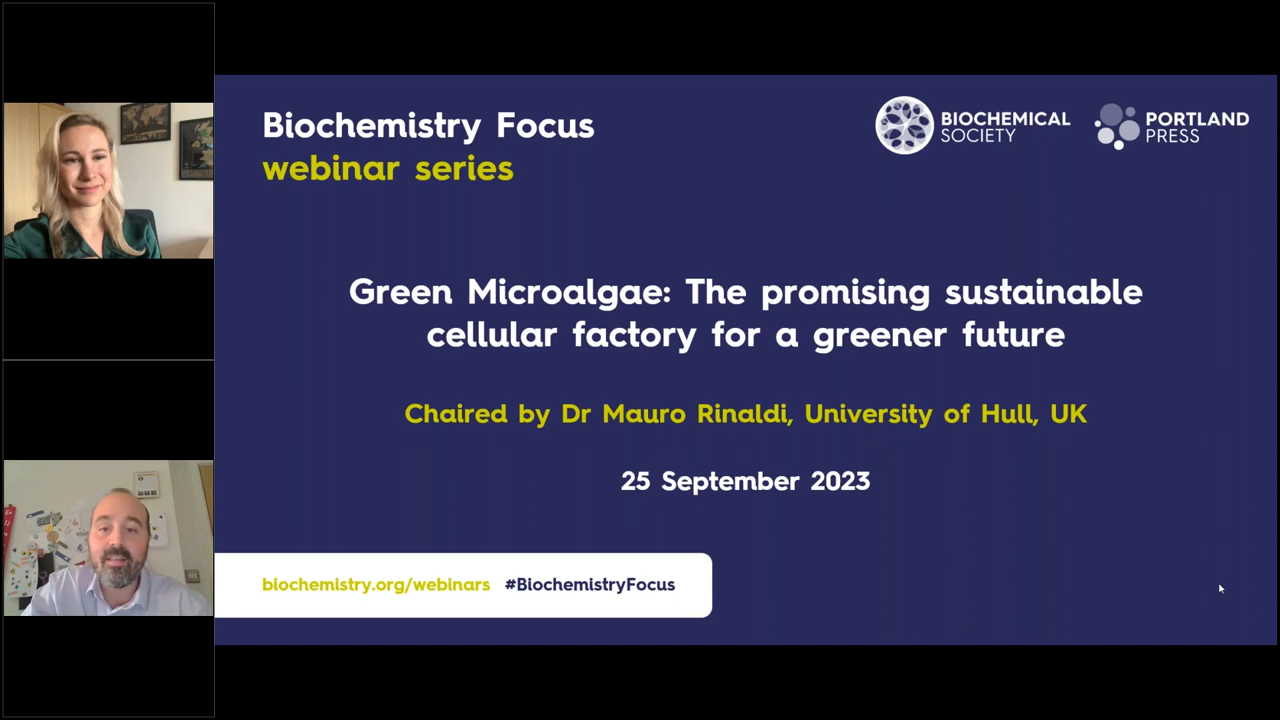 Biochemistry Focus
webinar series
BIOCHEMICAL
SOCIETY
PORTLAND
PRESS
Green Microalgae: The promising sustainable
cellular factory for a greener future
Chaired by Dr Mauro Rinaldi, University of Hull, UK
25 September 2023
biochemistry.org/webinars #BiochemistryFocus